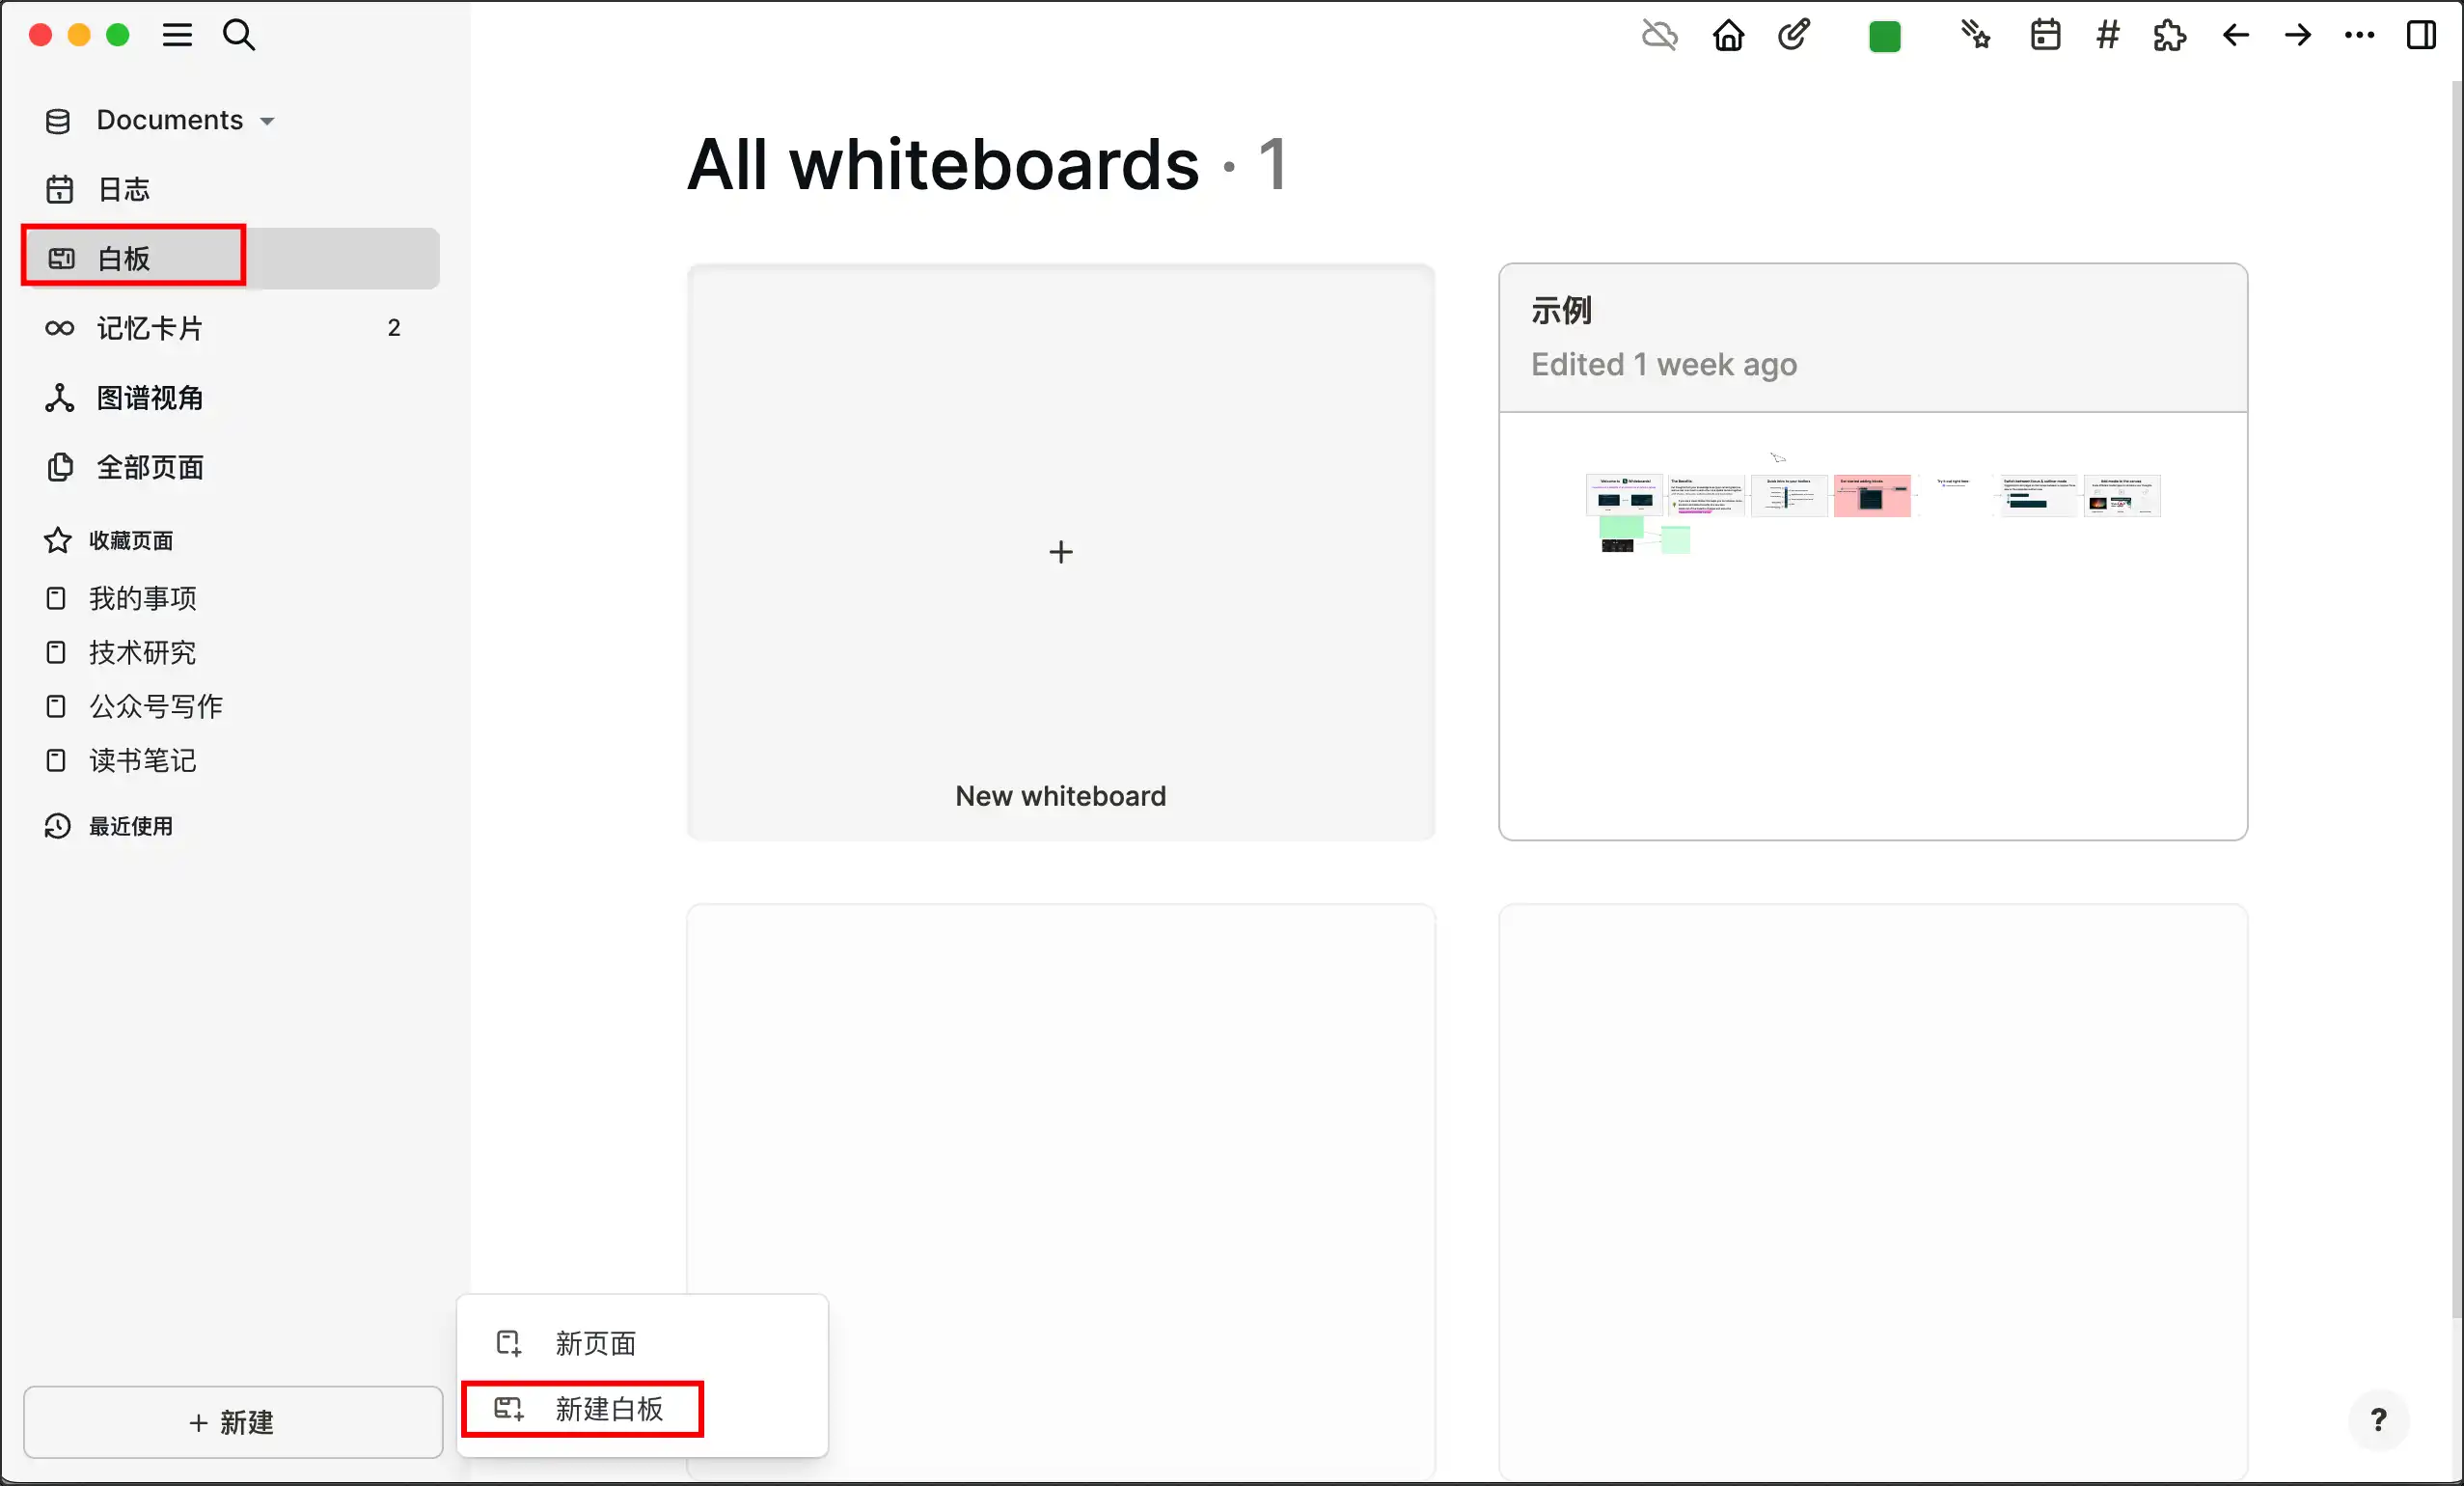 Documents
日志
白板
记忆卡片 2
图谱视角
全部页面
收藏页面
我的事项
技术研究
公众号写作
读书笔记
最近使用
+ 新建
新页面
新建白板
All whiteboards · 1
+
New whiteboard
示例
Edited 1 week ago
?